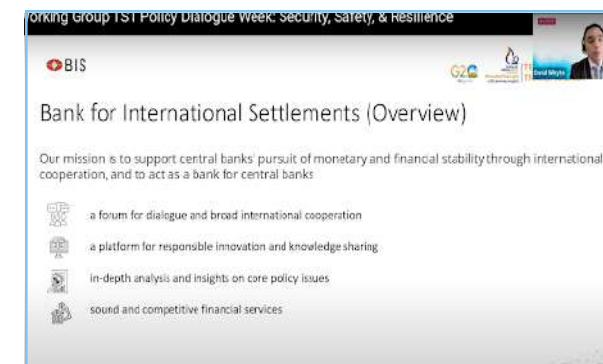 orking Group TST Policy Dialogue Week: Security, Safety, & Resilience
BIS
G20
David Whyte
Bank for International Settlements (Overview)
Our mission is to support central banks' pursuit of monetary and financial stability through international
cooperation, and to act as a bank for central banks
a forum for dialogue and broad international cooperation
a platform for responsible innovation and knowledge sharing
in-depth analysis and insights on core policy issues
sound and competitive financial services